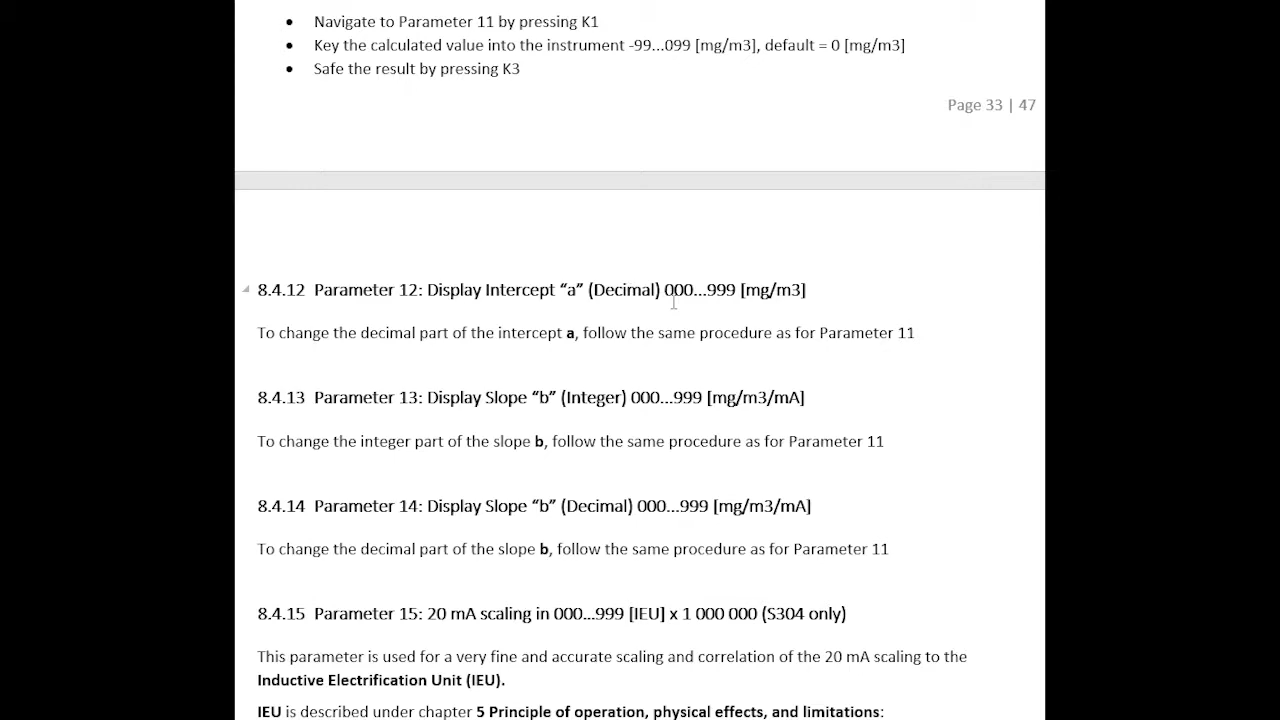 • Navigate to Parameter 11 by pressing K1
• Key the calculated value into the instrument -99...099 [mg/m3], default = 0 [mg/m3]
• Safe the result by pressing K3
Page 33 | 47
8.4.12 Parameter 12: Display Intercept “a” (Decimal) 000...999 [mg/m3]
To change the decimal part of the intercept a, follow the same procedure as for Parameter 11
8.4.13 Parameter 13: Display Slope “b” (Integer) 000...999 [mg/m3/mA]
To change the integer part of the slope b, follow the same procedure as for Parameter 11
8.4.14 Parameter 14: Display Slope “b” (Decimal) 000...999 [mg/m3/mA]
To change the decimal part of the slope b, follow the same procedure as for Parameter 11
8.4.15 Parameter 15: 20 mA scaling in 000...999 [IEU] x 1 000 000 (S304 only)
This parameter is used for a very fine and accurate scaling and correlation of the 20 mA scaling to the
Inductive Electrification Unit (IEU).
IEU is described under chapter 5 Principle of operation, physical effects, and limitations: